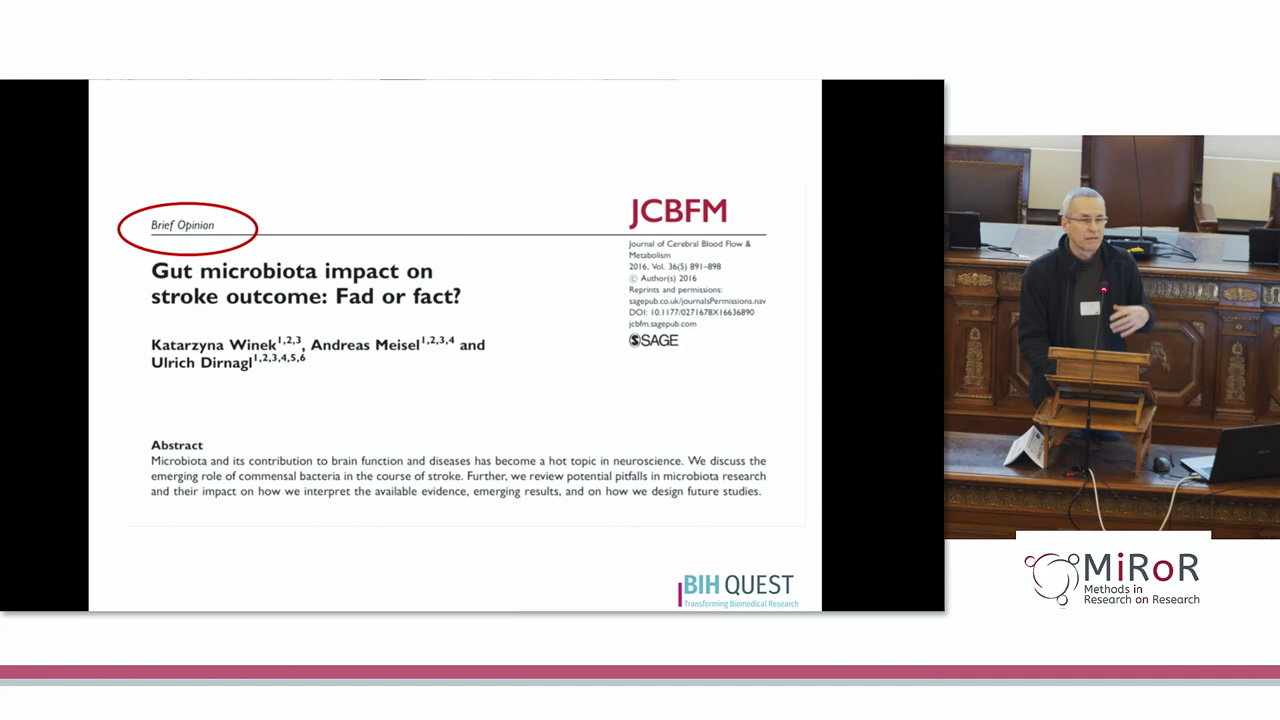 Brief Opinion
JCBFM
Journal of Cerebral Blood Flow &
Metabolism
2016, Vol. 36(5) 891–898
© Author(s) 2016
Reprints and permissions:
sagepub.co.uk/journalsPermissions.nav
DOI: 10.1177/0271678X16636890
jcbfm.sagepub.com
SAGE
Gut microbiota impact on
stroke outcome: Fad or fact?
Katarzyna Winek1,2,3, Andreas Meisel1,2,3,4 and
Ulrich Dirnagl1,2,3,4,5,6
Abstract
Microbiota and its contribution to brain function and diseases has become a hot topic in neuroscience. We discuss the
emerging role of commensal bacteria in the course of stroke. Further, we review potential pitfalls in microbiota research
and their impact on how we interpret the available evidence, emerging results, and on how we design future studies.
BIH QUEST
Transforming Biomedical Research
MiRoR
Methods in
Research on Research